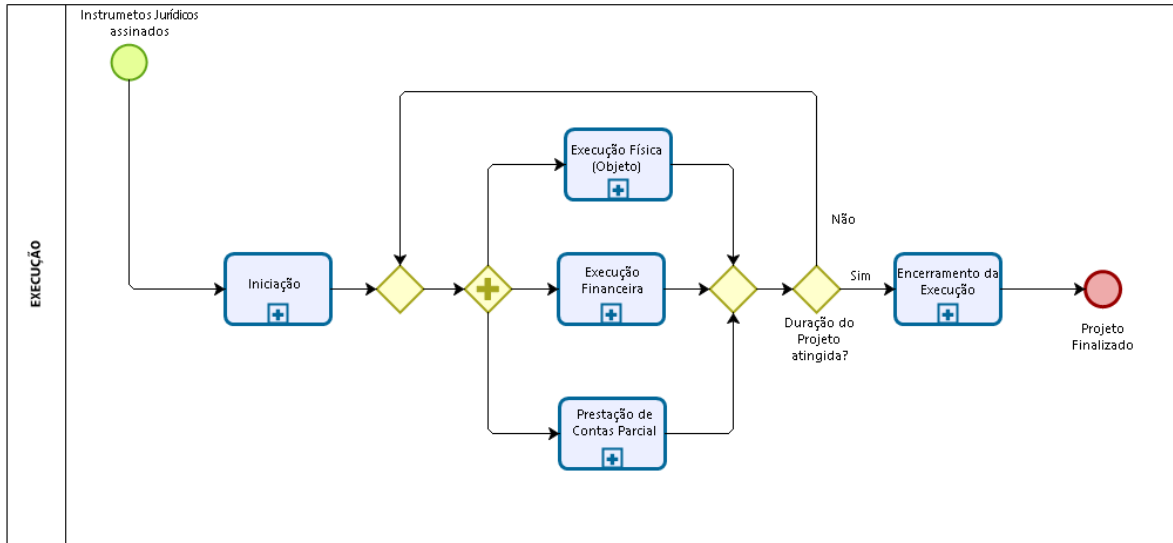 EXECUÇÃO
Instrumetos Jurídicos
assinados
Iniciação
Execução Física
(Objeto)
Execução
Financeira
Prestação de
Contas Parcial
Não
Sim
Duração do
Projeto
atingida?
Encerramento da
Execução
Projeto
Finalizado